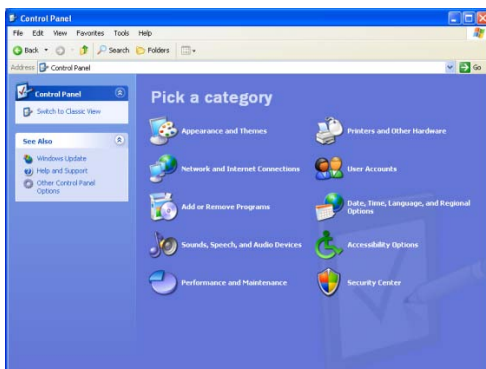 Control Panel
File Edit View Favorites Tools Help
Back Search Folders
Address Control Panel Go
Control Panel
Switch to Classic View
See Also
Windows Update
Help and Support
Other Control Panel
Options
Pick a category
Appearance and Themes
Printers and Other Hardware
Network and Internet Connections
User Accounts
Add or Remove Programs
Date, Time, Language, and Regional
Options
Sounds, Speech, and Audio Devices
Accessibility Options
Performance and Maintenance
Security Center